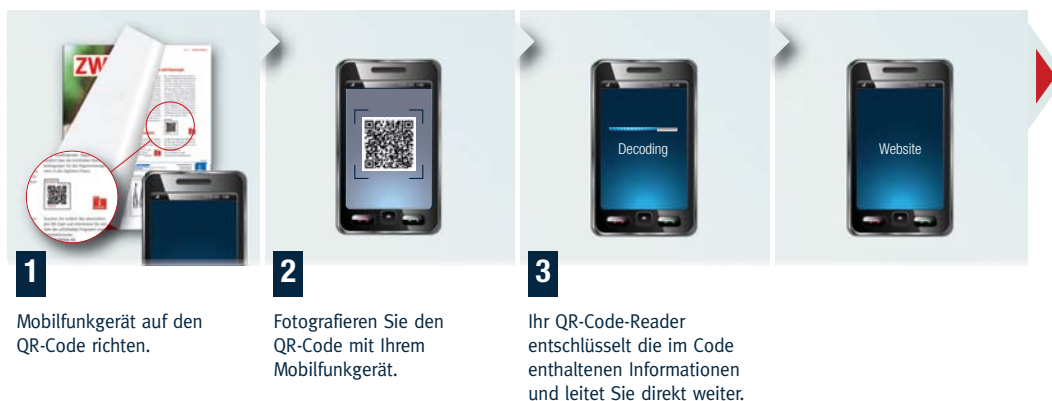 ZW
Decoding
Website
1
Mobilfunkgerät auf den
QR-Code richten.
2
Fotografieren Sie den
QR-Code mit Ihrem
Mobilfunkgerät.
3
Ihr QR-Code-Reader
entschlüsselt die im Code
enthaltenen Informationen
und leitet Sie direkt weiter.